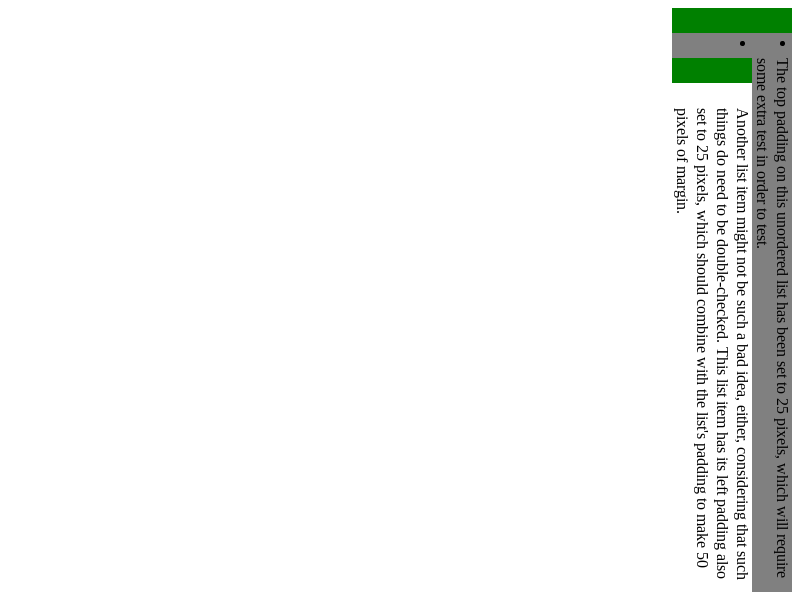 • The top padding on this unordered list has been set to 25 pixels, which will require
some extra test in order to test.
• Another list item might not be such a bad idea, either, considering that such
things do need to be double-checked. This list item has its left padding also
set to 25 pixels, which should combine with the list's padding to make 50
pixels of margin.